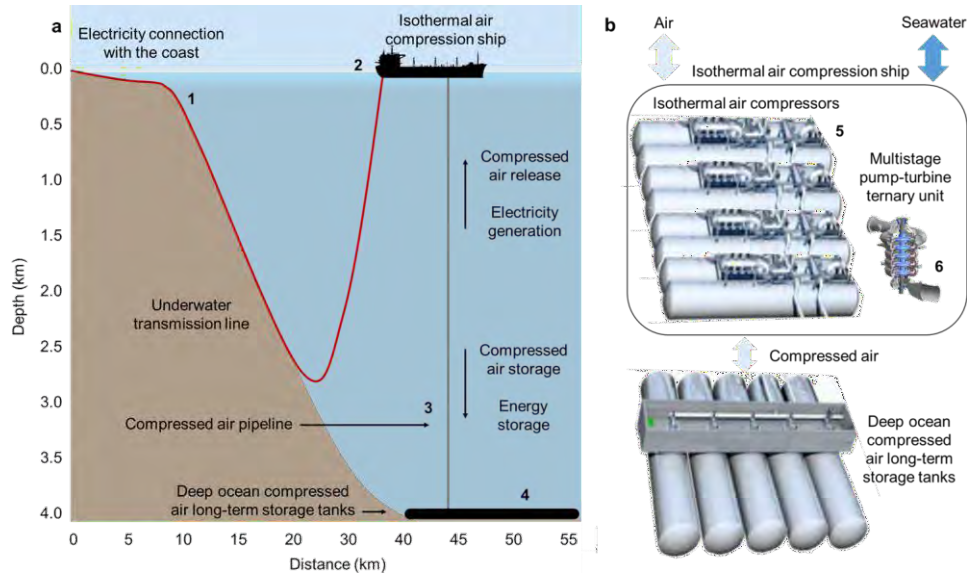 a
Electricity connection
with the coast
Isothermal air
compression ship
2
0.0
0.5
1.0
1.5
2.0
2.5
3.0
3.5
4.0
Depth (km)
1
Compressed
air release
Electricity
generation
Underwater
transmission line
Compressed
air storage
Energy
storage
3
Compressed air pipeline
Deep ocean compressed
air long-term storage tanks
4
0
5
10
15
20
25
30
35
40
45
50
55
Distance (km)
b
Air
Seawater
Isothermal air compression ship
Isothermal air compressors
5
Multistage
pump-turbine
ternary unit
6
Compressed air
Deep ocean
compressed
air long-term
storage tanks